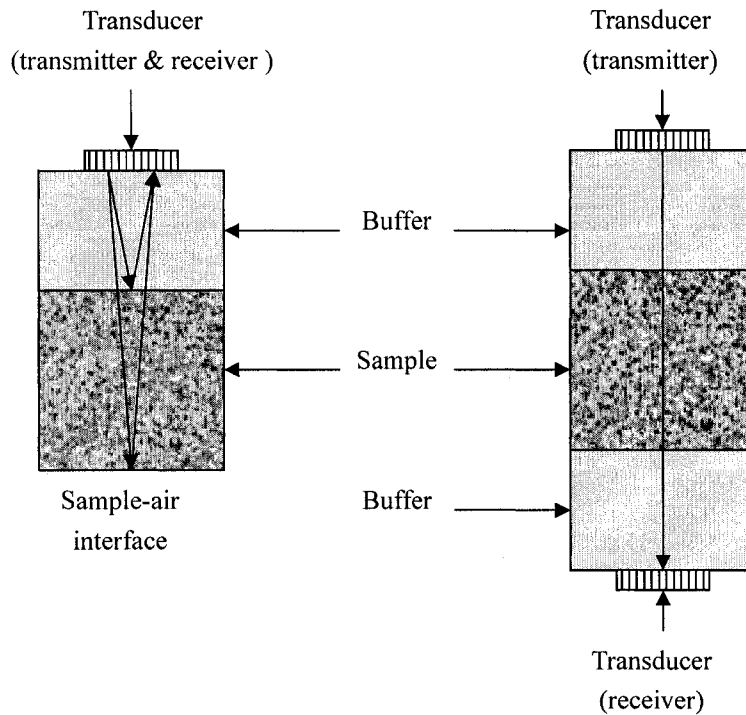 Transducer
(transmitter & receiver )
Transducer
(transmitter)
Buffer
Sample
Sample-air
interface
Buffer
Transducer
(receiver)